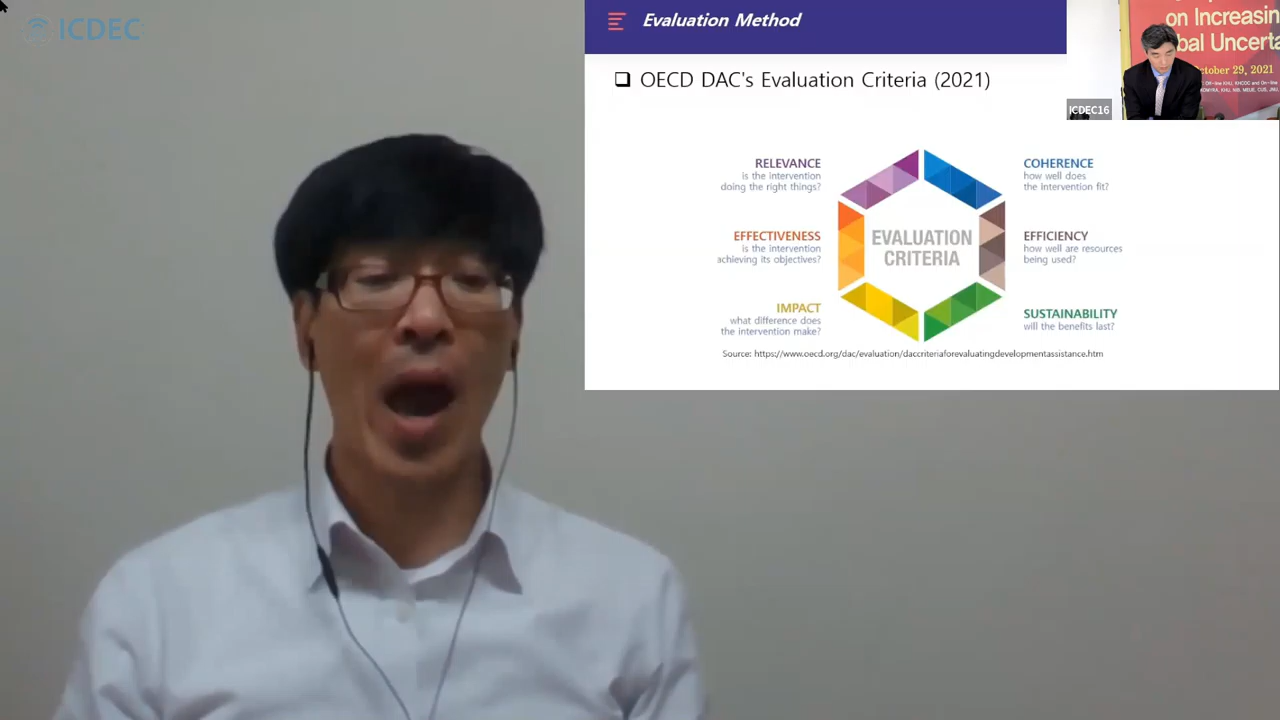 ICDEC
Evaluation Method
OECD DAC's Evaluation Criteria (2021)
RELEVANCE
is the intervention
doing the right things?
COHERENCE
how well does
the intervention fit?
EFFECTIVENESS
is the intervention
achieving its objectives?
EVALUATION
CRITERIA
EFFICIENCY
how well are resources
being used?
IMPACT
what difference does
the intervention make?
SUSTAINABILITY
will the benefits last?
Source: https://www.oecd.org/dac/evaluation/daccriteriaforevaluatingdevelopmentassistance.htm
on Increasin
bal Uncerta
ctober 29, 2021
ICDEC16